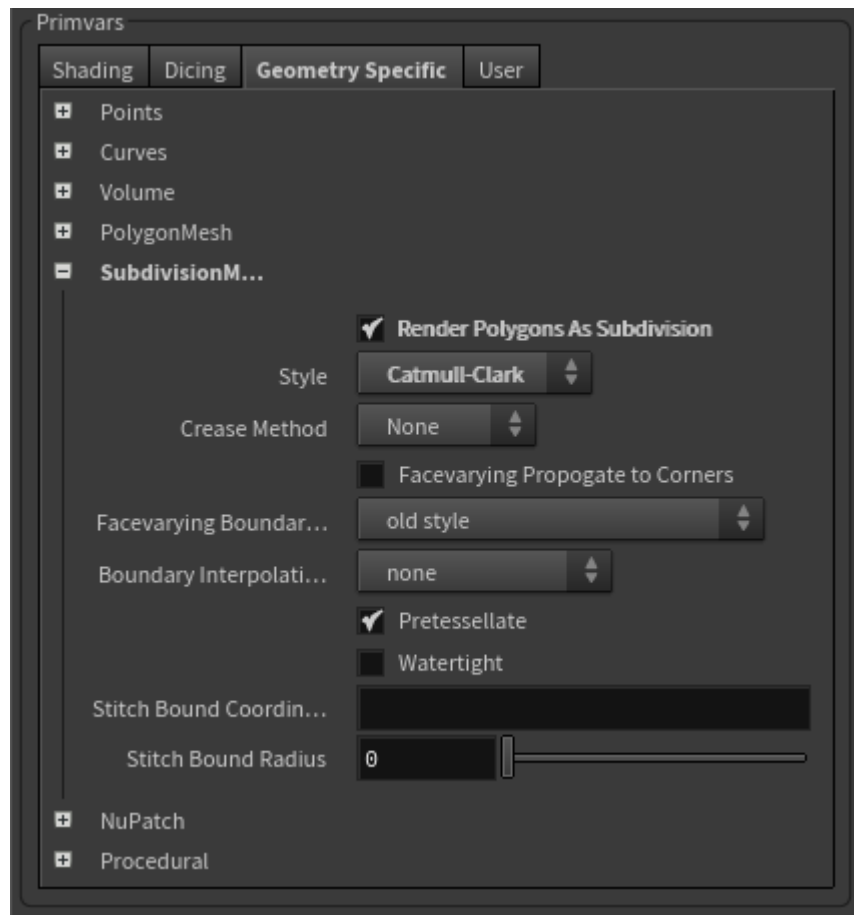 Primvars
Shading Dicing Geometry Specific User
Points
Curves
Volume
PolygonMesh
SubdivisionM...
Render Polygons As Subdivision
Style Catmull-Clark
Crease Method None
Facevarying Propogate to Corners
Facevarying Boundar... old style
Boundary Interpolati... none
Pretessellate
Watertight
Stitch Bound Coordin...
Stitch Bound Radius 0
NuPatch
Procedural